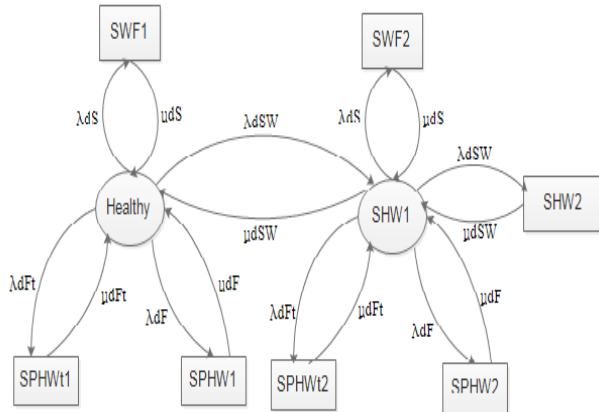 SWF1
SWF2
λdS
μdS
λdS
μdS
λdSW
λdSW
Healthy
SHW1
SHW2
μdSW
μdSW
λdFt
μdFt
λdF
μdF
λdFt
μdFt
λdF
μdF
SPHWt1
SPHW1
SPHWt2
SPHW2